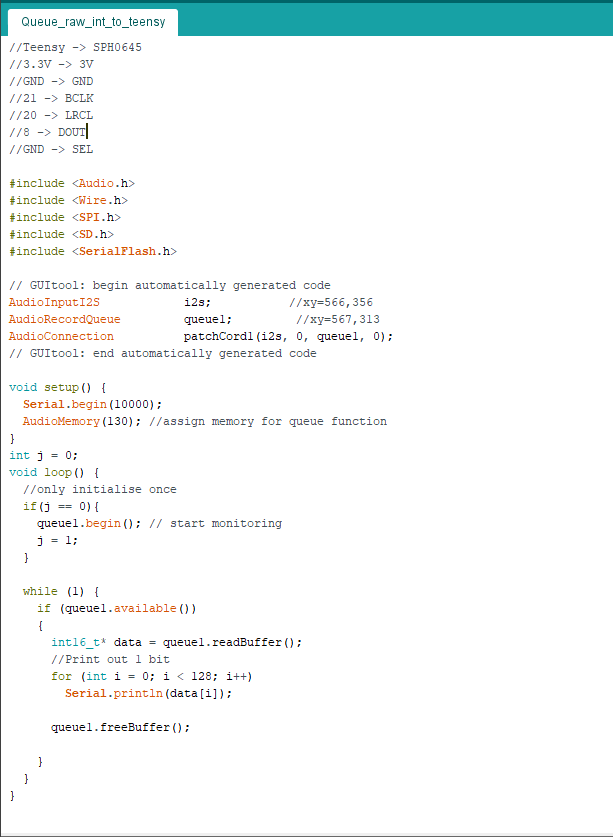 Queue_raw_int_to_teensy
//Teensy -> SPH0645
//3.3V -> 3V
//GND -> GND
//21 -> BCLK
//20 -> LRCL
//8 -> DOUT
//GND -> SEL
#include <Audio.h>
#include <Wire.h>
#include <SPI.h>
#include <SD.h>
#include <SerialFlash.h>
// GUItool: begin automatically generated code
AudioInputI2S            i2s;           //xy=566,356
AudioRecordQueue         queue1;         //xy=567,313
AudioConnection          patchCord1(i2s, 0, queue1, 0);
// GUItool: end automatically generated code
void setup() {
  Serial.begin(10000);
  AudioMemory(130); //assign memory for queue function
}
int j = 0;
void loop() {
  //only initialise once
  if(j == 0){
    queue1.begin(); // start monitoring
    j = 1;
  }
  while (1) {
    if (queue1.available())
    {
      int16_t* data = queue1.readBuffer();
      //Print out 1 bit
      for (int i = 0; i < 128; i++)
        Serial.println(data[i]);
      queue1.freeBuffer();
    }
  }
}